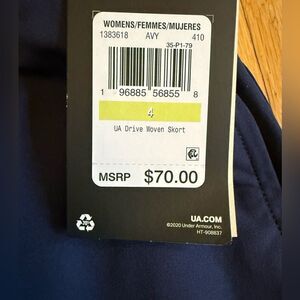 WOMENS/FEMMES/MUJERES
1383618 AVY 410
35-P1-79
1 96885 56855 8
4
UA Drive Woven Skort
MSRP $70.00
UA.COM
©2020 Under Armour, Inc.
HT-908837